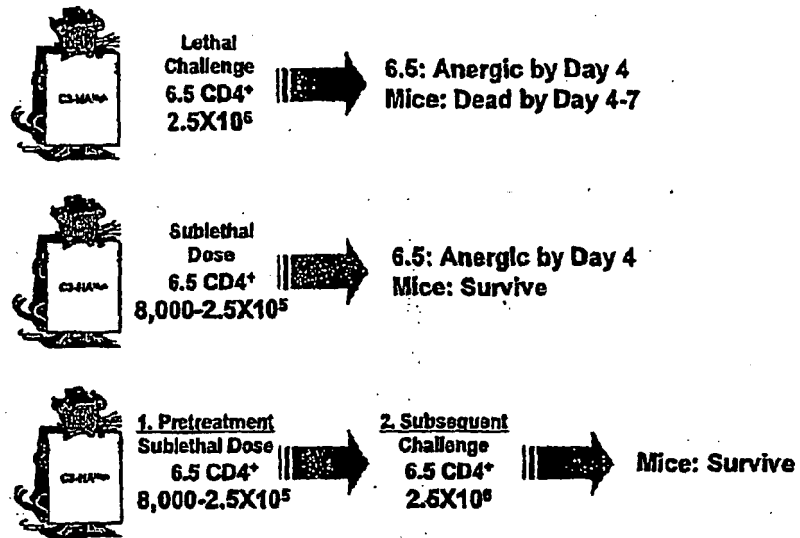 Lethal
Challenge
6.5 CD4⁺
2.5X10⁶
6.5: Anergic by Day 4
Mice: Dead by Day 4-7
Sublethal
Dose
6.5 CD4⁺
8,000-2.5X10⁵
6.5: Anergic by Day 4
Mice: Survive
1. Pretreatment
Sublethal Dose
6.5 CD4⁺
8,000-2.5X10⁵
2. Subsequent
Challenge
6.5 CD4⁺
2.5X10⁶
Mice: Survive